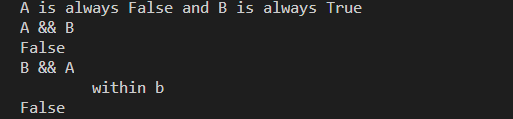 A is always False and B is always True
A && B
False
B && A
within b
False